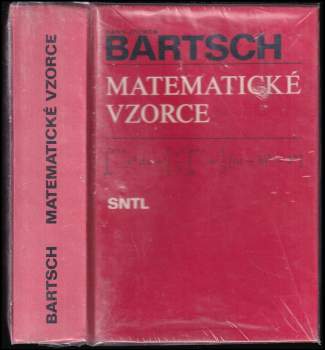 BARTSCH
MATEMATICKÉ
VZORCE
SNTL
BARTSCH MATEMATICKÉ VZORCE